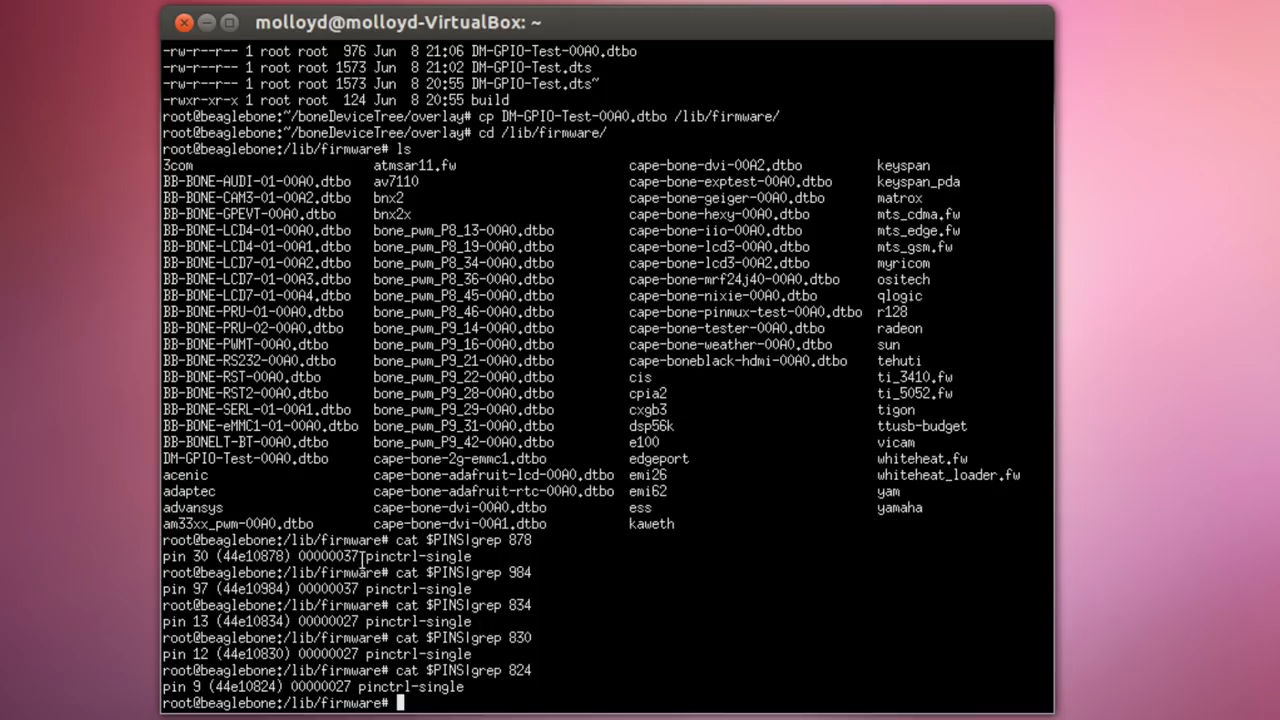 molloyd@molloyd-VirtualBox: ~
-rw-r--r-- 1 root root  976 Jun  8 21:06 DM-GPIO-Test-00A0.dtbo
-rw-r--r-- 1 root root 1573 Jun  8 21:02 DM-GPIO-Test.dts
-rw-r--r-- 1 root root 1573 Jun  8 20:55 DM-GPIO-Test.dts~
-rwxr-xr-x 1 root root  124 Jun  8 20:55 build
root@beaglebone:~/boneDeviceTree/overlay# cp DM-GPIO-Test-00A0.dtbo /lib/firmware/
root@beaglebone:~/boneDeviceTree/overlay# cd /lib/firmware/
root@beaglebone:/lib/firmware# ls
3com atmsar11.fw cape-bone-dvi-00A2.dtbo keyspan
BB-BONE-AUDI-01-00A0.dtbo av7110 cape-bone-exptest-00A0.dtbo keyspan_pda
BB-BONE-CAM3-01-00A2.dtbo bnx2 cape-bone-geiger-00A0.dtbo matrox
BB-BONE-GPEVT-00A0.dtbo bnx2x cape-bone-hexy-00A0.dtbo mts_cdma.fw
BB-BONE-LCD4-01-00A0.dtbo bone_pwm_P8_13-00A0.dtbo cape-bone-iio-00A0.dtbo mts_edge.fw
BB-BONE-LCD4-01-00A1.dtbo bone_pwm_P8_19-00A0.dtbo cape-bone-lcd3-00A0.dtbo mts_gsm.fw
BB-BONE-LCD7-01-00A2.dtbo bone_pwm_P8_34-00A0.dtbo cape-bone-lcd3-00A2.dtbo myricom
BB-BONE-LCD7-01-00A3.dtbo bone_pwm_P8_36-00A0.dtbo cape-bone-mrf24j40-00A0.dtbo ositech
BB-BONE-LCD7-01-00A4.dtbo bone_pwm_P8_45-00A0.dtbo cape-bone-nixie-00A0.dtbo qlogic
BB-BONE-PRU-01-00A0.dtbo bone_pwm_P8_46-00A0.dtbo cape-bone-pinmux-test-00A0.dtbo r128
BB-BONE-PRU-02-00A0.dtbo bone_pwm_P9_14-00A0.dtbo cape-bone-tester-00A0.dtbo radeon
BB-BONE-PWMT-00A0.dtbo bone_pwm_P9_16-00A0.dtbo cape-bone-weather-00A0.dtbo sun
BB-BONE-RS232-00A0.dtbo bone_pwm_P9_21-00A0.dtbo cape-boneblack-hdmi-00A0.dtbo tehuti
BB-BONE-RST-00A0.dtbo bone_pwm_P9_22-00A0.dtbo cis ti_3410.fw
BB-BONE-RST2-00A0.dtbo bone_pwm_P9_28-00A0.dtbo cpia2 ti_5052.fw
BB-BONE-SERL-01-00A1.dtbo bone_pwm_P9_29-00A0.dtbo cxgb3 tigon
BB-BONE-eMMC1-01-00A0.dtbo bone_pwm_P9_31-00A0.dtbo dsp56k ttusb-budget
BB-BONELT-BT-00A0.dtbo bone_pwm_P9_42-00A0.dtbo e100 vicam
DM-GPIO-Test-00A0.dtbo cape-bone-2g-emmc1.dtbo edgeport whiteheat.fw
acenic cape-bone-adafruit-lcd-00A0.dtbo emi26 whiteheat_loader.fw
adaptec cape-bone-adafruit-rtc-00A0.dtbo emi62 yam
advansys cape-bone-dvi-00A0.dtbo ess yamaha
am33xx_pwm-00A0.dtbo cape-bone-dvi-00A1.dtbo kaweth
root@beaglebone:/lib/firmware# cat $PINS|grep 878
pin 30 (44e10878) 00000037 pinctrl-single
root@beaglebone:/lib/firmware# cat $PINS|grep 984
pin 97 (44e10984) 00000037 pinctrl-single
root@beaglebone:/lib/firmware# cat $PINS|grep 834
pin 13 (44e10834) 00000027 pinctrl-single
root@beaglebone:/lib/firmware# cat $PINS|grep 830
pin 12 (44e10830) 00000027 pinctrl-single
root@beaglebone:/lib/firmware# cat $PINS|grep 824
pin 9 (44e10824) 00000027 pinctrl-single
root@beaglebone:/lib/firmware#